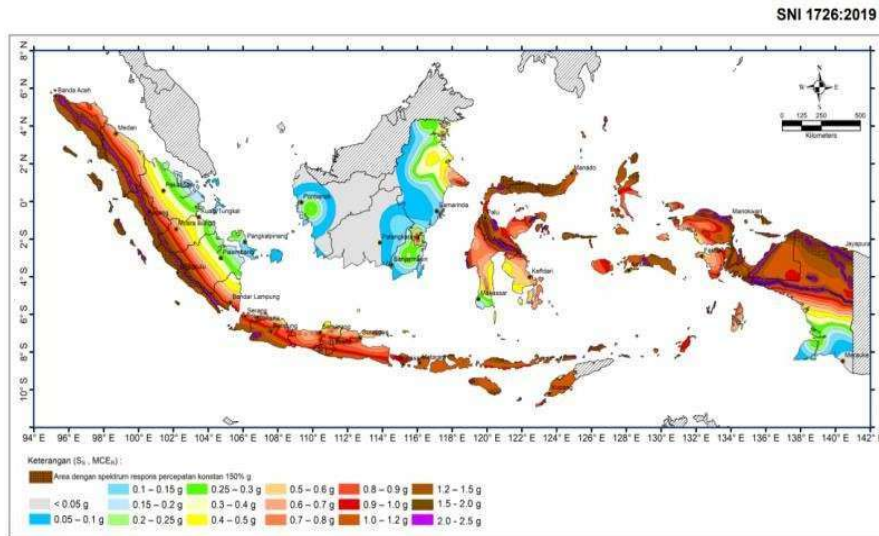 SNI 1726:2019
8° N
6° N
4° N
2° N
0°
2° S
4° S
6° S
8° S
10° S
Banda Aceh
Medan
Pekanbaru
Kuala Tungkal
Muara Bungo
Pangkalpinang
Palembang
Bengkulu
Bandar Lampung
Serang
Bandung
Semarang
Surabaya
Pontianak
Palangkaraya
Banjarmasin
Samarinda
Palu
Manado
Kendari
Makassar
Mataram
Kupang
Manokwari
Jayapura
Merauke
N
W E
S
0 125 250 500
Kilometers
94° E 96° E 98° E 100° E 102° E 104° E 106° E 108° E 110° E 112° E 114° E 116° E 118° E 120° E 122° E 124° E 126° E 128° E 130° E 132° E 134° E 136° E 138° E 140° E 142° E
Keterangan (SS , MCER) :
Area dengan spektrum respons percepatan konstan 150% g
0.1 – 0.15 g 0.25 – 0.3 g 0.5 – 0.6 g 0.8 – 0.9 g 1.2 – 1.5 g
< 0.05 g 0.15 – 0.2 g 0.3 – 0.4 g 0.6 – 0.7 g 0.9 – 1.0 g 1.5 - 2.0 g
0.05 – 0.1 g 0.2 – 0.25 g 0.4 – 0.5 g 0.7 – 0.8 g 1.0 – 1.2 g 2.0 - 2.5 g